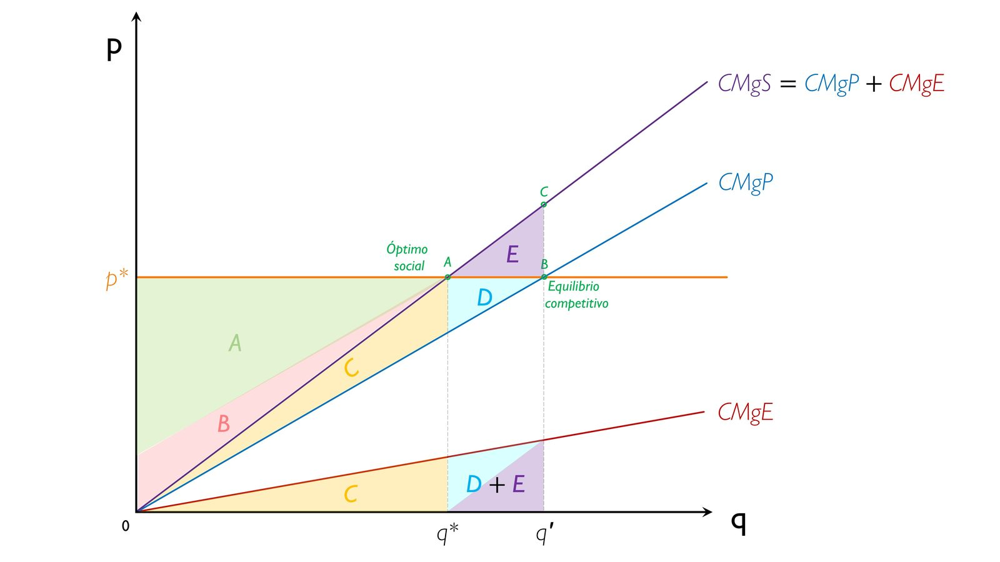 p
CMgS = CMgP + CMgE
CMgP
C
Óptimo
social
A
E
B
p*
Equilibrio
competitivo
D
A
C
B
CMgE
C
D + E
0
q*
q'
q